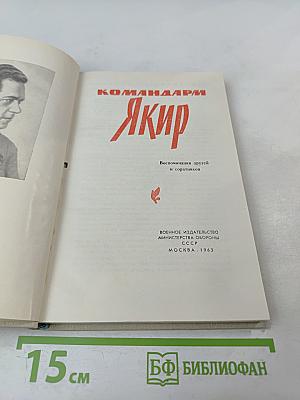 КОМАНДАРМ
Якир
Воспоминания друзей
и соратников
ВОЕННОЕ ИЗДАТЕЛЬСТВО
МИНИСТЕРСТВА ОБОРОНЫ
СССР
МОСКВА-1963
15 см
БФ БИБЛИОФАН